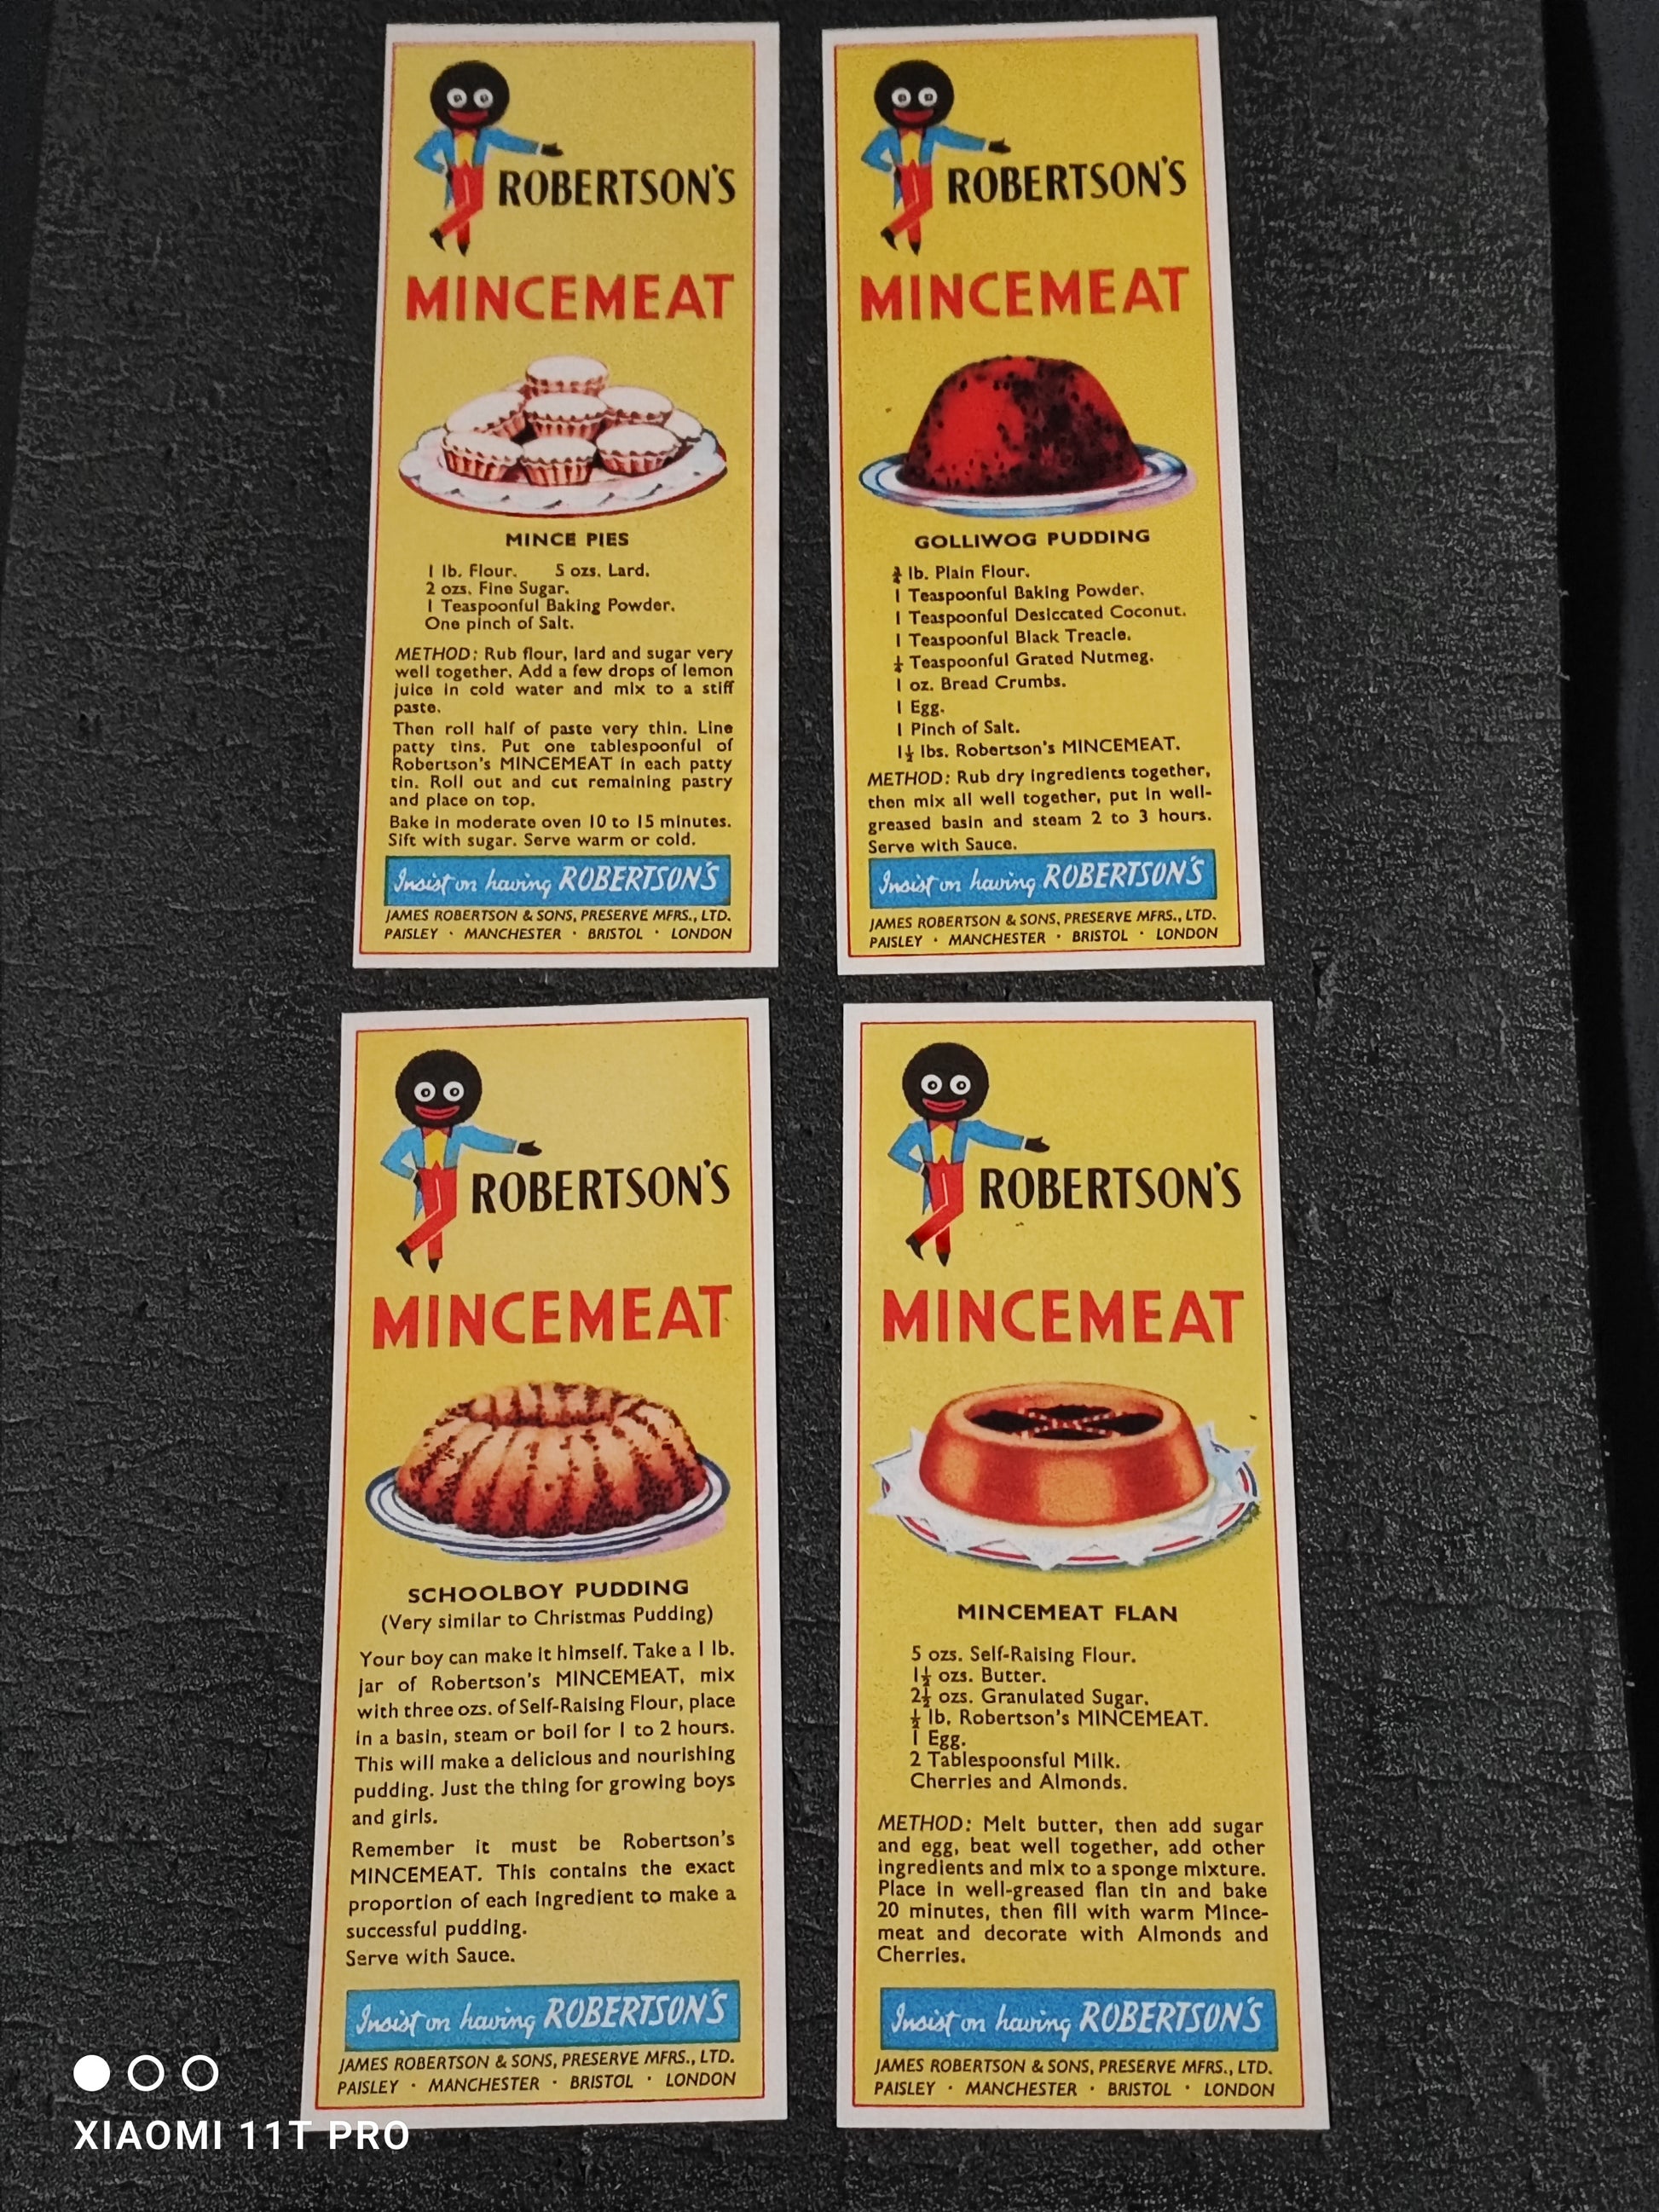 ROBERTSON'S
MINCEMEAT
MINCE PIES
1 lb. Flour. 5 ozs. Lard.
2 ozs. Fine Sugar.
1 Teaspoonful Baking Powder.
One pinch of Salt.
METHOD: Rub flour, lard and sugar very
well together. Add a few drops of lemon
juice in cold water and mix to a stiff
paste.
Then roll half of paste very thin. Line
patty tins. Put one tablespoonful of
Robertson's MINCEMEAT in each patty
tin. Roll out and cut remaining pastry
and place on top.
Bake in moderate oven 10 to 15 minutes.
Sift with sugar. Serve warm or cold.
Insist on having ROBERTSON'S
JAMES ROBERTSON & SONS, PRESERVE MFRS., LTD.
PAISLEY · MANCHESTER · BRISTOL · LONDON
ROBERTSON'S
MINCEMEAT
GOLLIWOG PUDDING
¾ lb. Plain Flour.
1 Teaspoonful Baking Powder.
1 Teaspoonful Desiccated Coconut.
1 Teaspoonful Black Treacle.
¼ Teaspoonful Grated Nutmeg.
1 oz. Bread Crumbs.
1 Egg.
1 Pinch of Salt.
1½ lbs. Robertson's MINCEMEAT.
METHOD: Rub dry ingredients together,
then mix all well together, put in well-
greased basin and steam 2 to 3 hours.
Serve with Sauce.
Insist on having ROBERTSON'S
JAMES ROBERTSON & SONS, PRESERVE MFRS., LTD.
PAISLEY · MANCHESTER · BRISTOL · LONDON
ROBERTSON'S
MINCEMEAT
SCHOOLBOY PUDDING
(Very similar to Christmas Pudding)
Your boy can make it himself. Take a 1 lb.
jar of Robertson's MINCEMEAT, mix
with three ozs. of Self-Raising Flour, place
in a basin, steam or boil for 1 to 2 hours.
This will make a delicious and nourishing
pudding. Just the thing for growing boys
and girls.
Remember it must be Robertson's
MINCEMEAT. This contains the exact
proportion of each ingredient to make a
successful pudding.
Serve with Sauce.
Insist on having ROBERTSON'S
JAMES ROBERTSON & SONS, PRESERVE MFRS., LTD.
PAISLEY · MANCHESTER · BRISTOL · LONDON
ROBERTSON'S
MINCEMEAT
MINCEMEAT FLAN
5 ozs. Self-Raising Flour.
1½ ozs. Butter.
2½ ozs. Granulated Sugar.
½ lb. Robertson's MINCEMEAT.
1 Egg.
2 Tablespoonsful Milk.
Cherries and Almonds.
METHOD: Melt butter, then add sugar
and egg, beat well together, add other
ingredients and mix to a sponge mixture.
Place in well-greased flan tin and bake
20 minutes, then fill with warm Mince-
meat and decorate with Almonds and
Cherries.
Insist on having ROBERTSON'S
JAMES ROBERTSON & SONS, PRESERVE MFRS., LTD.
PAISLEY · MANCHESTER · BRISTOL · LONDON
XIAOMI 11T PRO